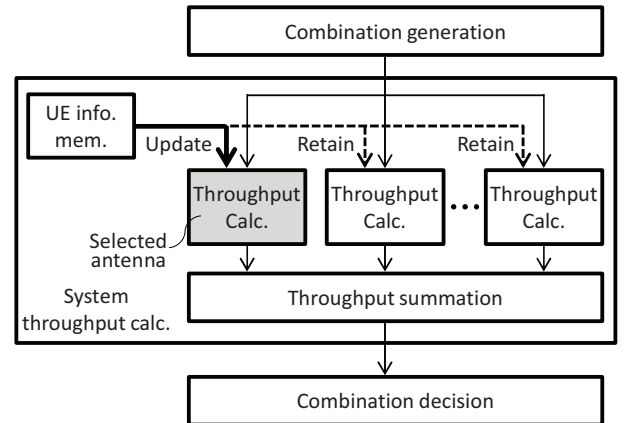 Combination generation
UE info.
mem.
Update
Retain
Retain
Throughput
Calc.
Throughput
Calc.
Throughput
Calc.
Selected
antenna
System
throughput calc.
Throughput summation
Combination decision